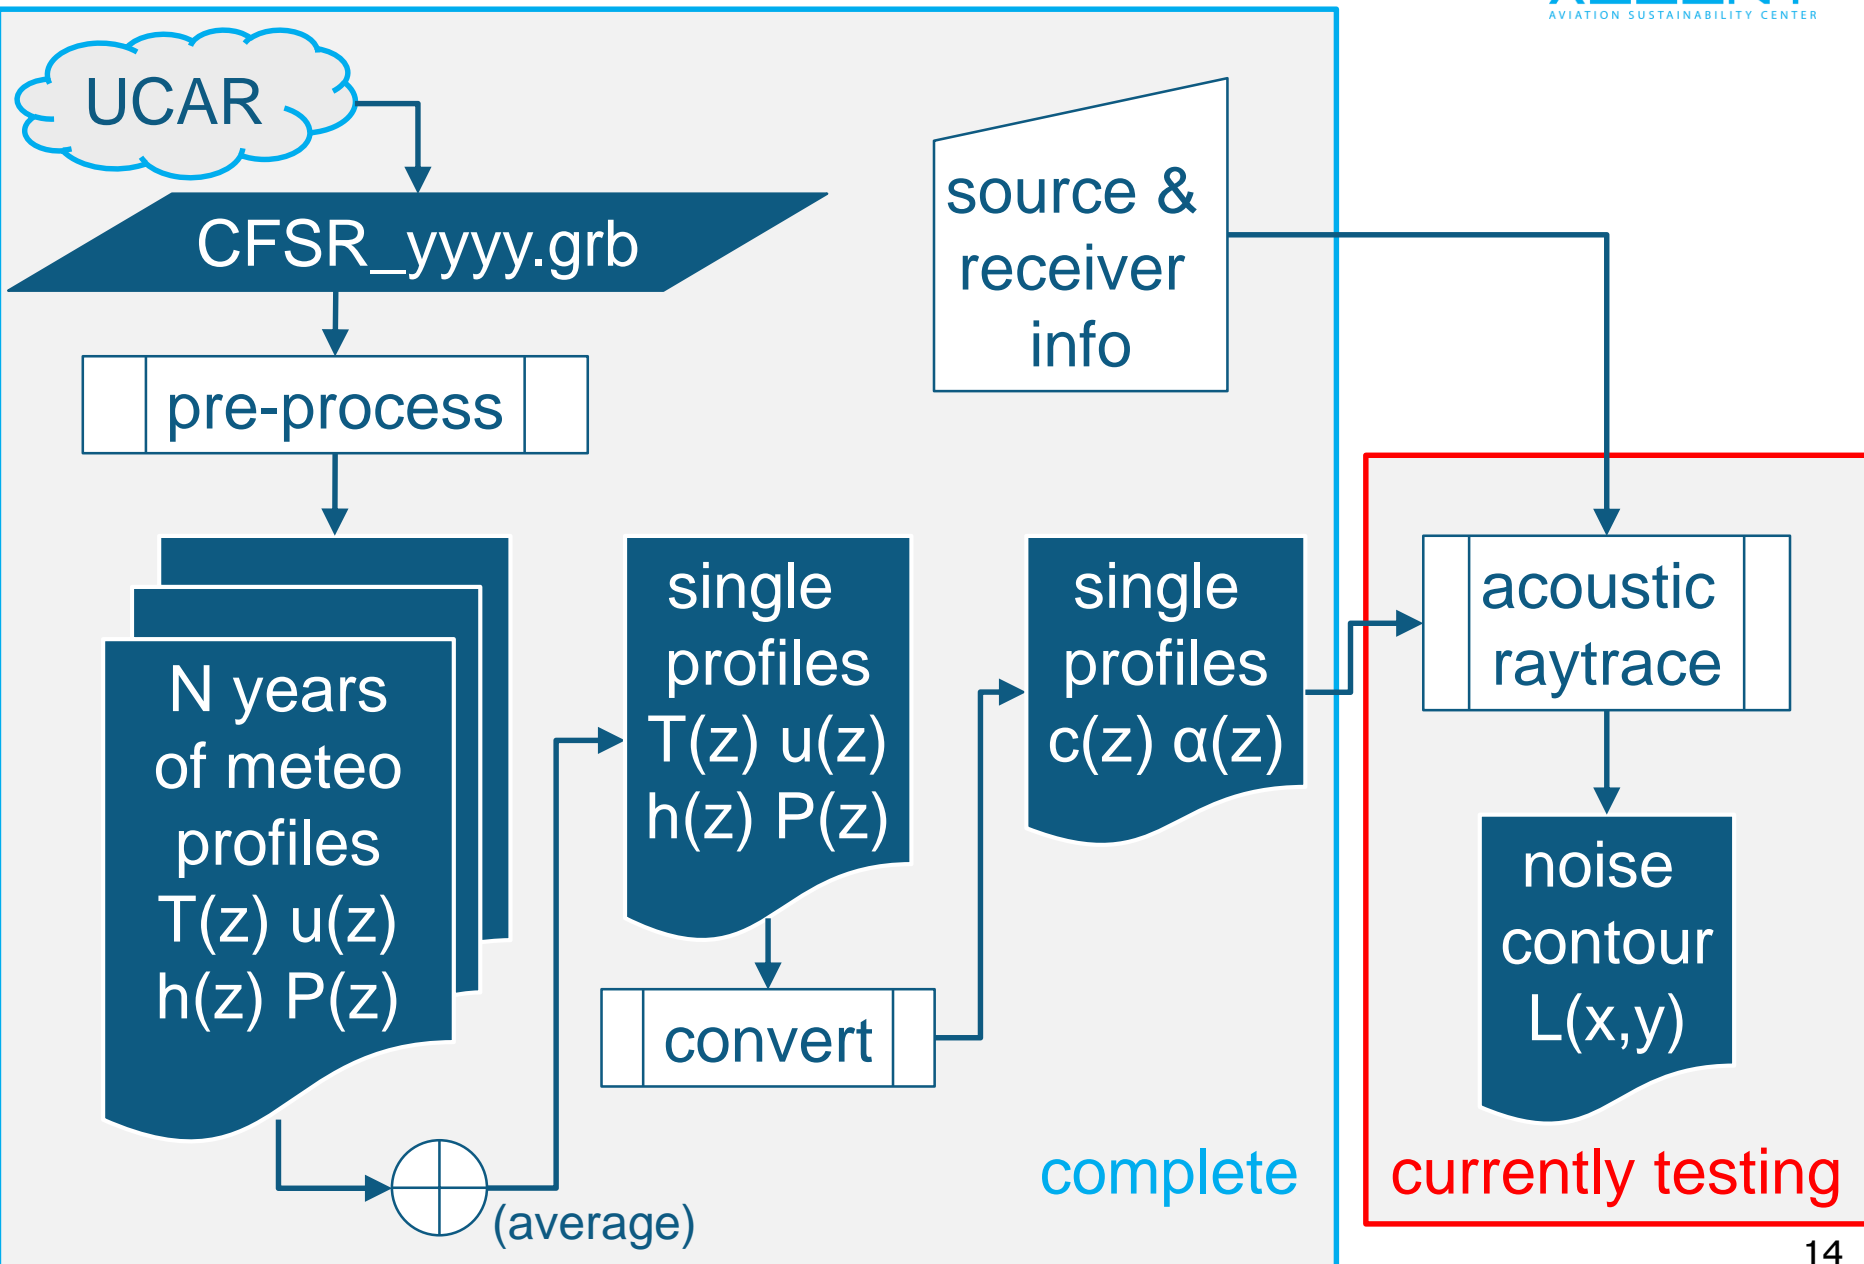 AVIATION SUSTAINABILITY CENTER
UCAR
CFSR_yyyy.grb
pre-process
source &
receiver
info
N years
of meteo
profiles
T(z) u(z)
h(z) P(z)
(average)
single
profiles
T(z) u(z)
h(z) P(z)
convert
single
profiles
c(z) α(z)
complete
acoustic
raytrace
noise
contour
L(x,y)
currently testing
14